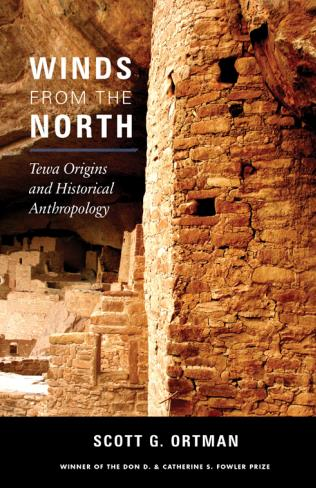 WINDS
FROM THE
NORTH
Tewa Origins
and Historical
Anthropology
SCOTT G. ORTMAN
WINNER OF THE DON D. & CATHERINE S. FOWLER PRIZE